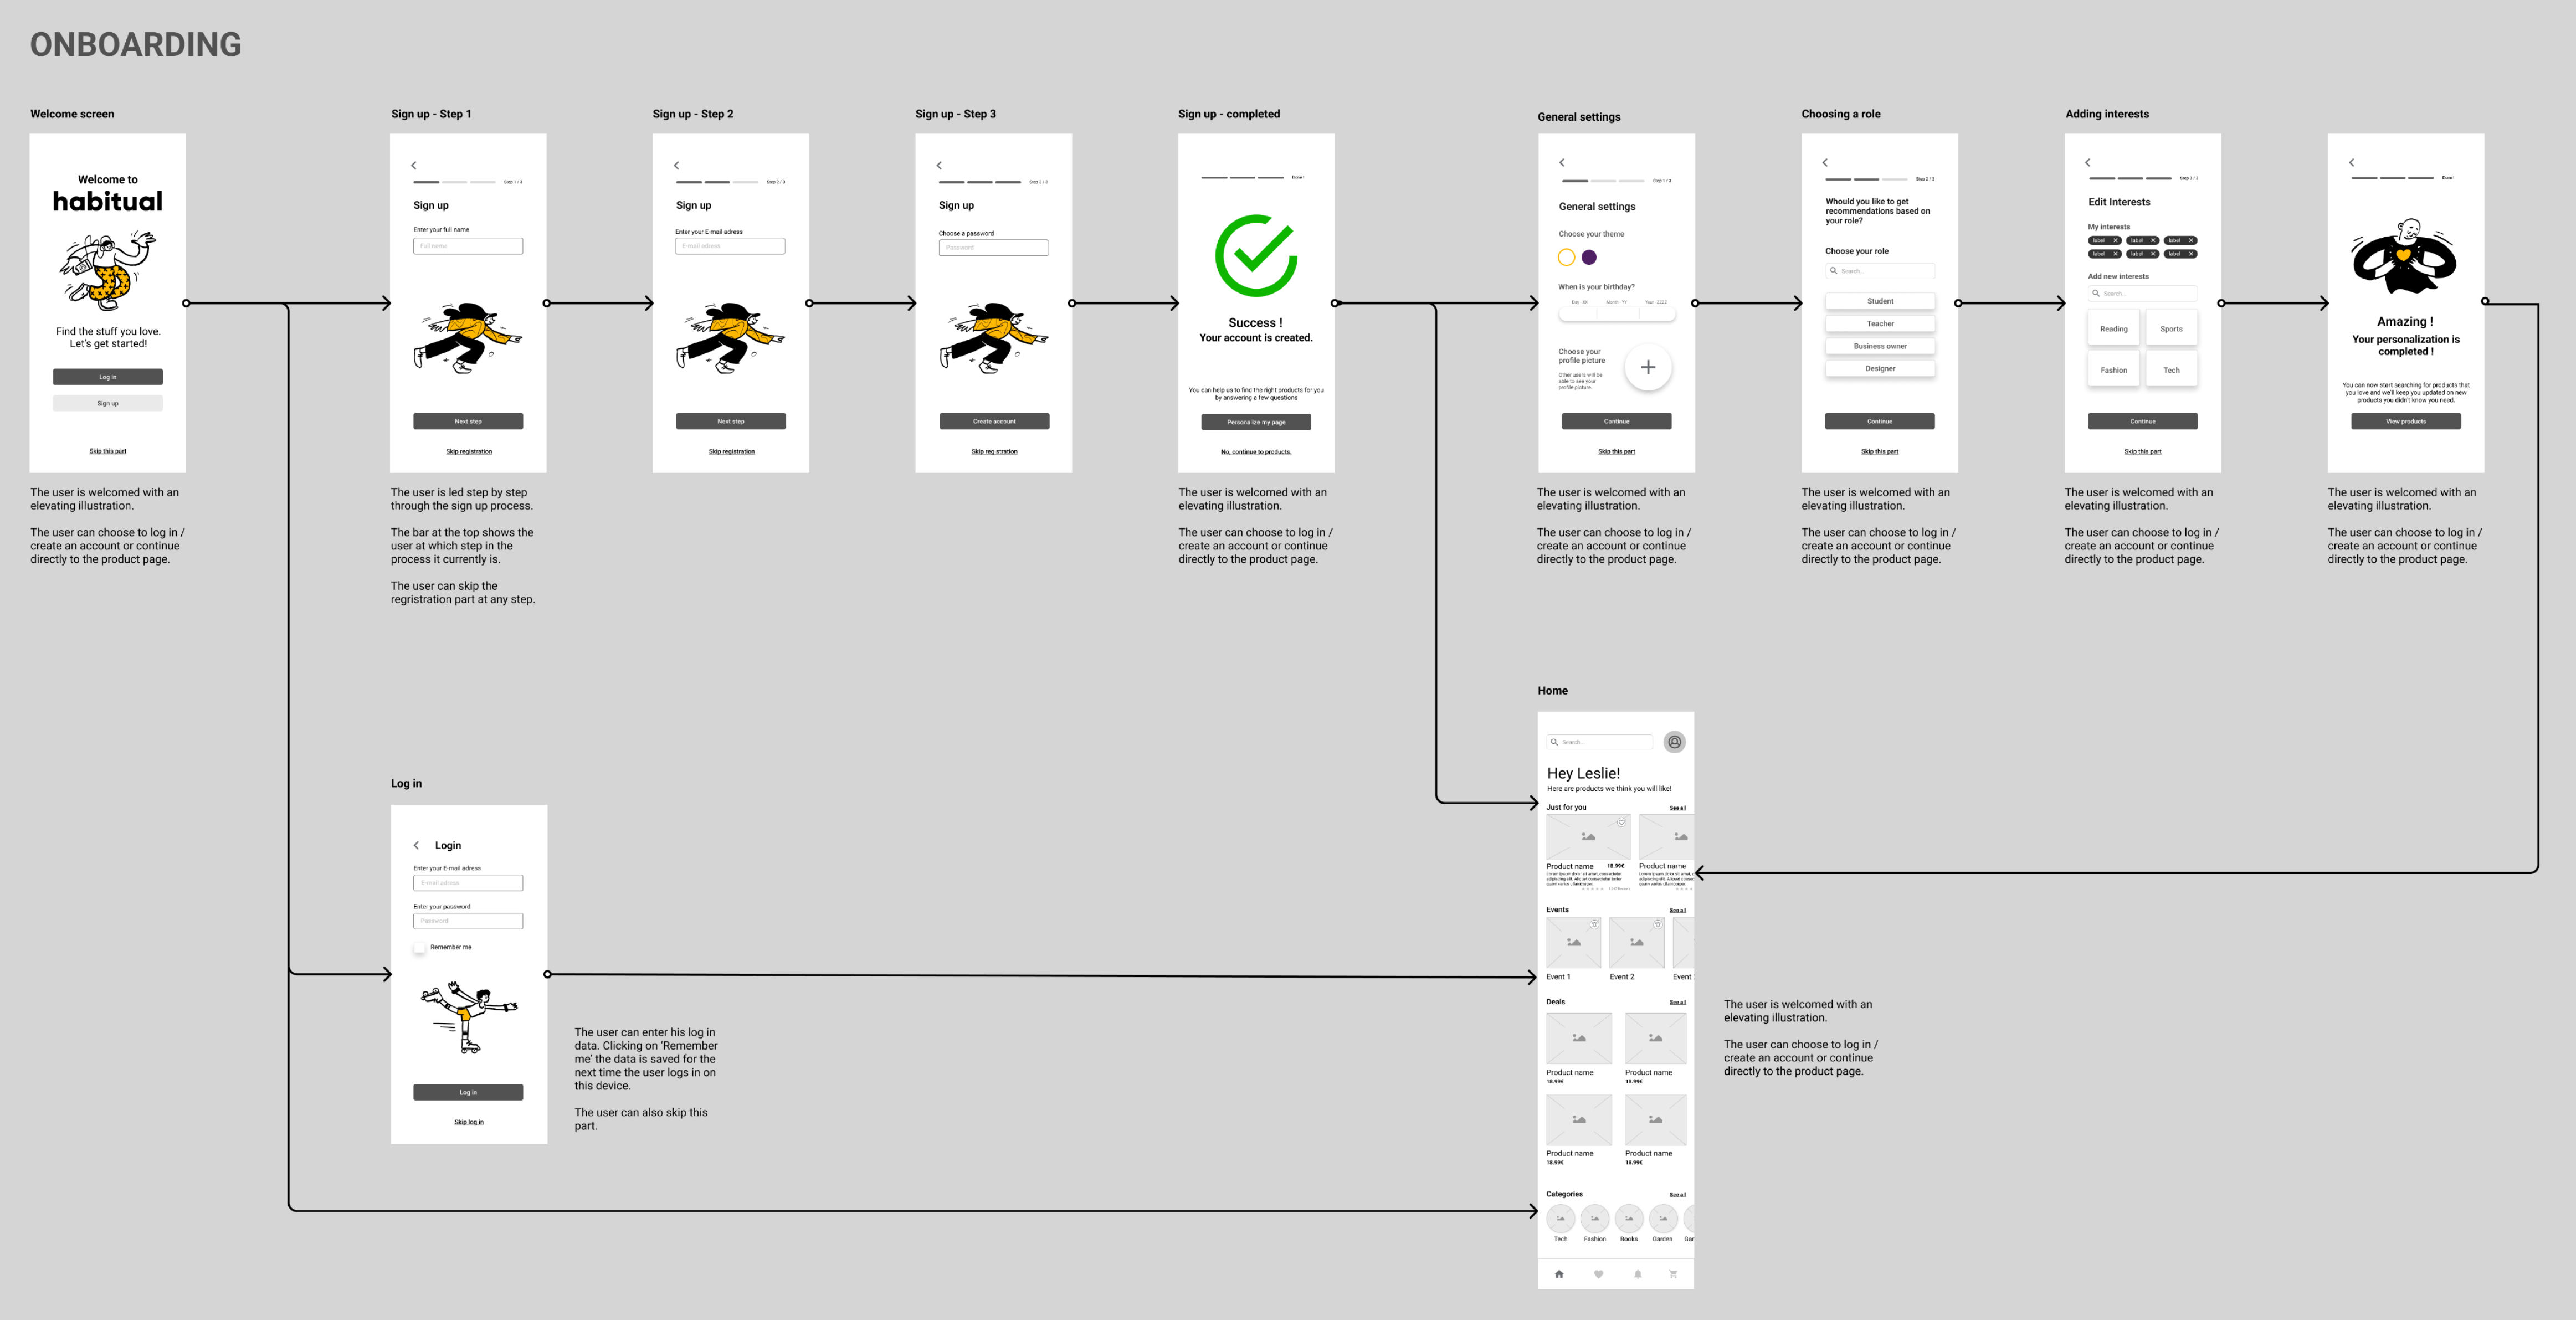 ONBOARDING
Welcome screen
Welcome to
habitual
Find the stuff you love.
Let's get started!
Log in
Sign up
Skip this part
The user is welcomed with an
elevating illustration.
The user can choose to log in /
create an account or continue
directly to the product page.
Sign up - Step 1
Step 1 / 3
Sign up
Enter your full name
Full name
Next step
Skip registration
The user is led step by step
through the sign up process.
The bar at the top shows the
user at which step in the
process it currently is.
The user can skip the
regristration part at any step.
Sign up - Step 2
Step 2 / 3
Sign up
Enter your E-mail adress
E-mail adress
Next step
Skip registration
Sign up - Step 3
Step 3 / 3
Sign up
Choose a password
Password
Create account
Skip registration
Sign up - completed
Done !
Success !
Your account is created.
You can help us to find the right products for you
by answering a few questions
Personalize my page
No, continue to products.
The user is welcomed with an
elevating illustration.
The user can choose to log in /
create an account or continue
directly to the product page.
General settings
Step 1 / 3
General settings
Choose your theme
When is your birthday?
Day - XX Month - YY Year - ZZZZ
Choose your
profile picture
Other users will be
able to see your
profile picture
Continue
Skip this part
The user is welcomed with an
elevating illustration.
The user can choose to log in /
create an account or continue
directly to the product page.
Choosing a role
Step 2 / 3
Whould you like to get
recommendations based on
your role?
Choose your role
Search...
Student
Teacher
Business owner
Designer
Continue
Skip this part
The user is welcomed with an
elevating illustration.
The user can choose to log in /
create an account or continue
directly to the product page.
Adding interests
Step 3 / 3
Edit Interests
My interests
label label label
label label label
Add new interests
Search...
Reading Sports
Fashion Tech
Continue
Skip this part
The user is welcomed with an
elevating illustration.
The user can choose to log in /
create an account or continue
directly to the product page.
Done !
Amazing !
Your personalization is
completed !
You can now start searching for products that
you love and we'll keep you updated on new
products you didn't know you need.
View products
The user is welcomed with an
elevating illustration.
The user can choose to log in /
create an account or continue
directly to the product page.
Log in
Login
Enter your E-mail adress
E-mail adress
Enter your password
Password
Remember me
Log in
Skip log in
The user can enter his log in
data. Clicking on 'Remember
me' the data is saved for the
next time the user logs in on
this device.
The user can also skip this
part.
Home
Search...
Hey Leslie!
Here are products we think you will like!
Just for you See all
Product name 18.99€ Product name
Lorem ipsum dolor sit amet, consectetur
adipiscing elit. Aliquet consectetur tortor
quam varius ullamcorper.
Lorem ipsum dolor sit amet,
adipiscing elit. Aliquet
quam varius ullamcorper.
Events See all
Event 1 Event 2 Event
Deals See all
Product name Product name
18.99€ 18.99€
Product name Product name
18.99€ 18.99€
Categories See all
Tech Fashion Books Garden Gar
The user is welcomed with an
elevating illustration.
The user can choose to log in /
create an account or continue
directly to the product page.